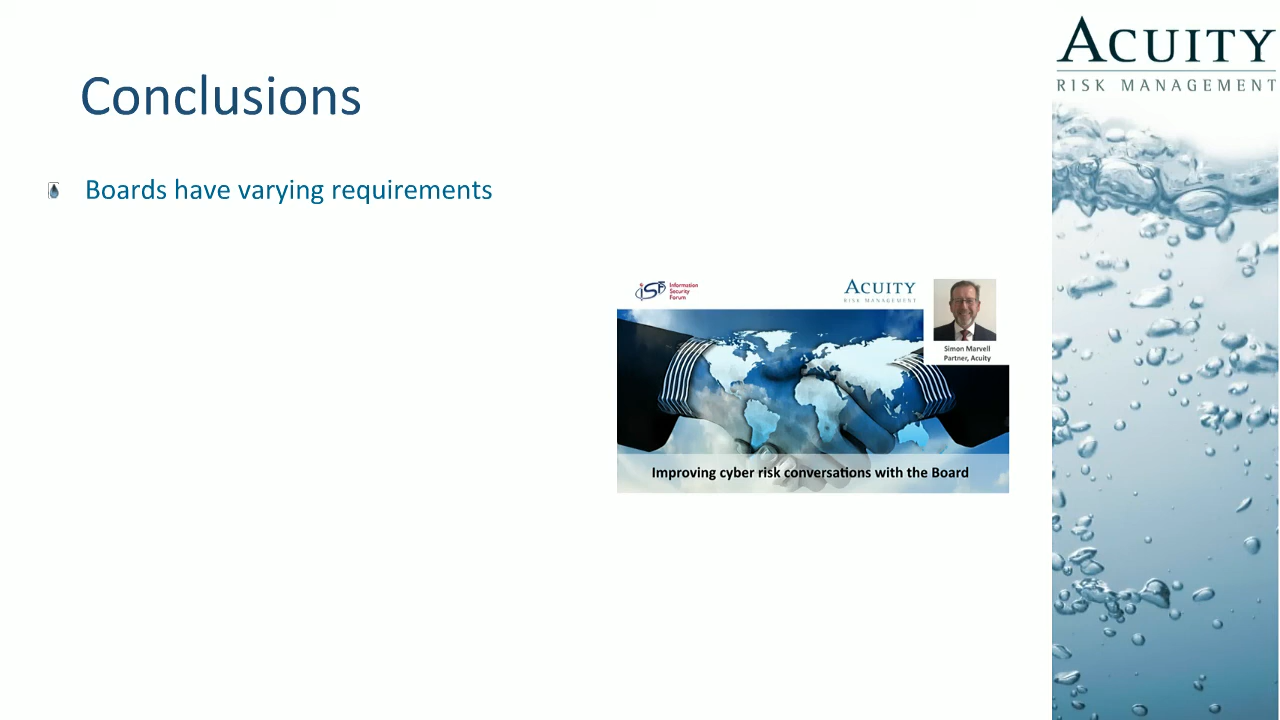 ACUITY
RISK MANAGEMENT
Conclusions
Boards have varying requirements
iSF Information
Security
Forum
ACUITY
RISK MANAGEMENT
Simon Marvell
Partner, Acuity
Improving cyber risk conversations with the Board